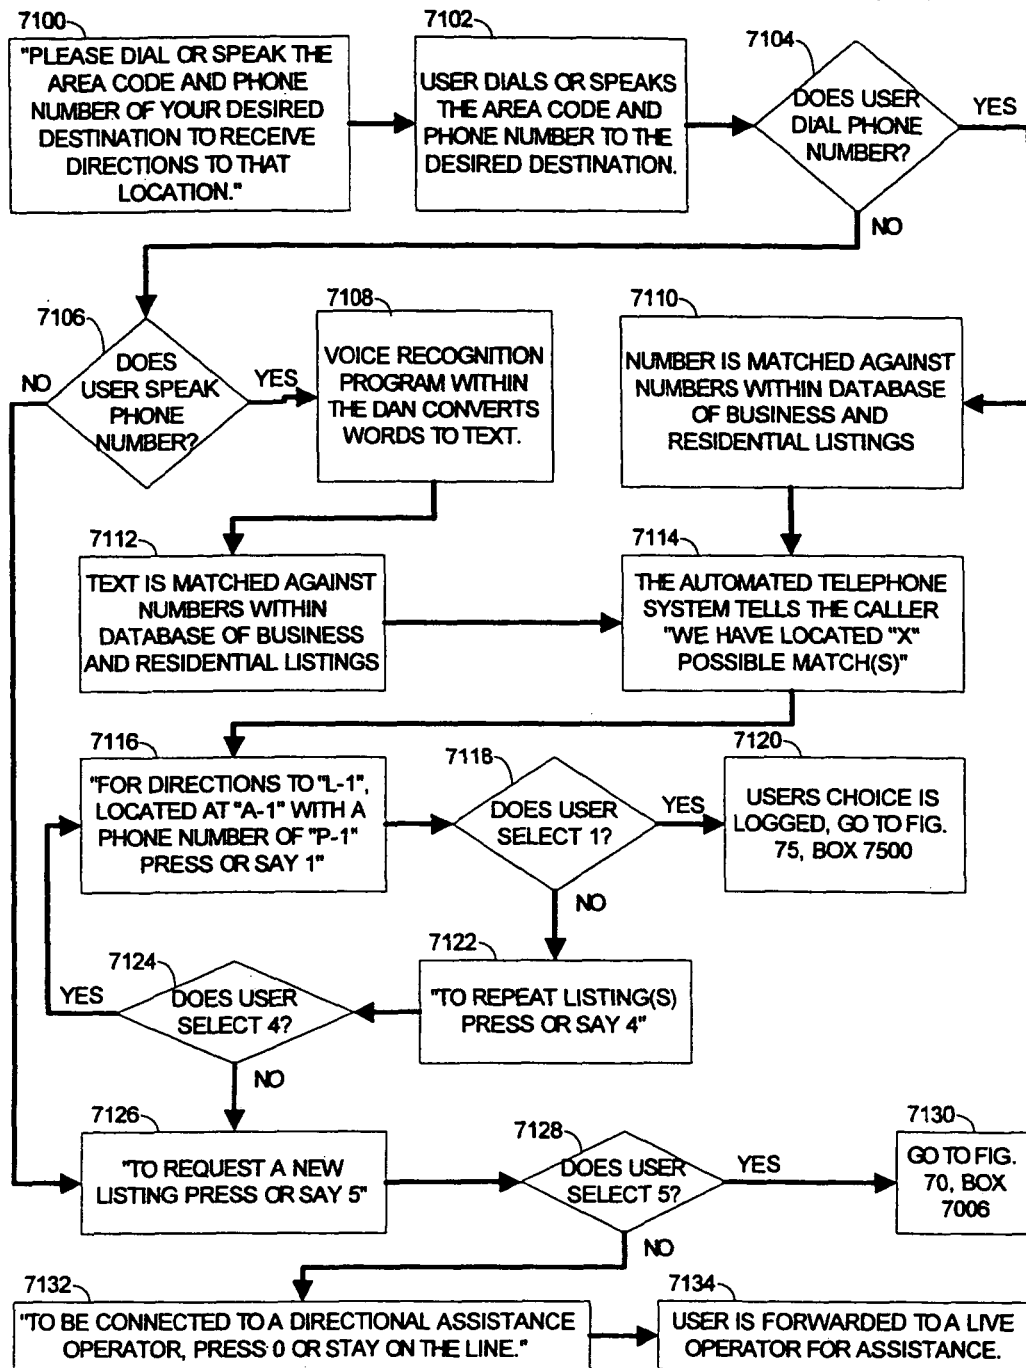 7100
"PLEASE DIAL OR SPEAK THE
AREA CODE AND PHONE
NUMBER OF YOUR DESIRED
DESTINATION TO RECEIVE
DIRECTIONS TO THAT
LOCATION."
7102
USER DIALS OR SPEAKS
THE AREA CODE AND
PHONE NUMBER TO THE
DESIRED DESTINATION.
7104
DOES USER
DIAL PHONE
NUMBER?
YES
NO
7106
DOES
USER SPEAK
PHONE
NUMBER?
NO
YES
7108
VOICE RECOGNITION
PROGRAM WITHIN
THE DAN CONVERTS
WORDS TO TEXT.
7110
NUMBER IS MATCHED AGAINST
NUMBERS WITHIN DATABASE
OF BUSINESS AND
RESIDENTIAL LISTINGS
7112
TEXT IS MATCHED AGAINST
NUMBERS WITHIN
DATABASE OF BUSINESS
AND RESIDENTIAL LISTINGS
7114
THE AUTOMATED TELEPHONE
SYSTEM TELLS THE CALLER
"WE HAVE LOCATED "X"
POSSIBLE MATCH(S)"
7116
"FOR DIRECTIONS TO "L-1",
LOCATED AT "A-1" WITH A
PHONE NUMBER OF "P-1"
PRESS OR SAY 1"
7118
DOES USER
SELECT 1?
YES
NO
7120
USERS CHOICE IS
LOGGED, GO TO FIG.
75, BOX 7500
7122
"TO REPEAT LISTING(S)
PRESS OR SAY 4"
7124
DOES USER
SELECT 4?
YES
NO
7126
"TO REQUEST A NEW
LISTING PRESS OR SAY 5"
7128
DOES USER
SELECT 5?
YES
NO
7130
GO TO FIG.
70, BOX
7006
7132
"TO BE CONNECTED TO A DIRECTIONAL ASSISTANCE
OPERATOR, PRESS 0 OR STAY ON THE LINE."
7134
USER IS FORWARDED TO A LIVE
OPERATOR FOR ASSISTANCE.